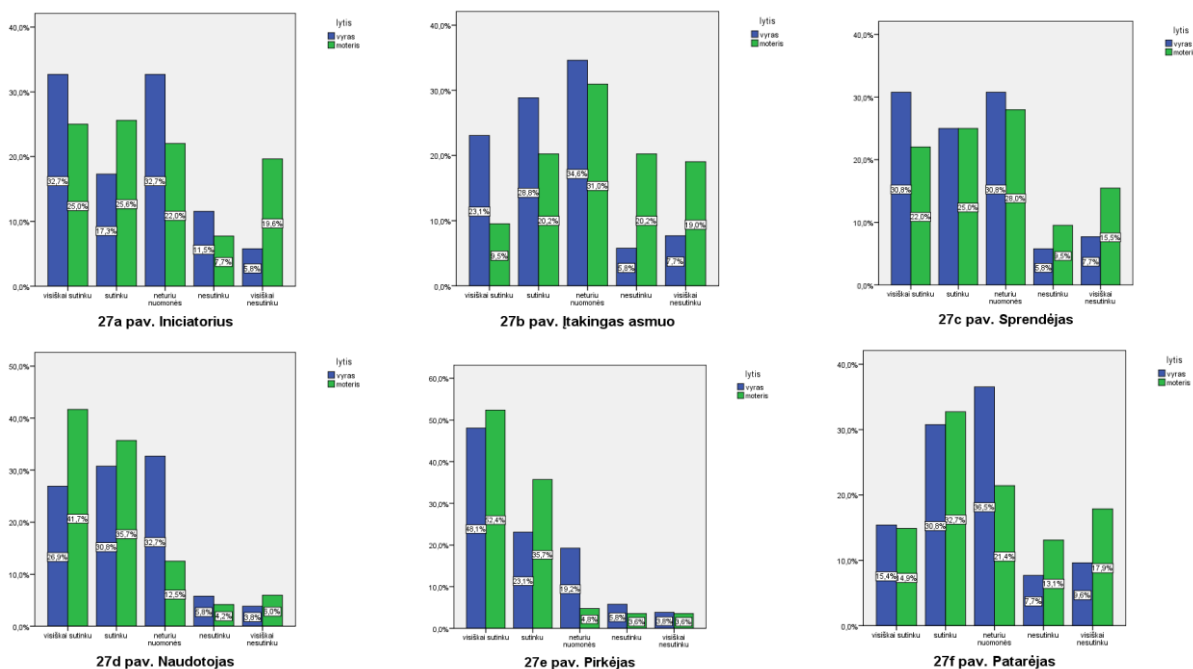 lytis
vyras
moteris
40,0%
30,0%
20,0%
10,0%
0,0%
32,7%
25,0%
17,3%
25,6%
32,7%
22,0%
11,5%
7,7%
5,8%
19,6%
visiškai sutinku
sutinku
neturiu
nuomonės
nesutinku
visiškai
nesutinku
27a pav. Iniciatorius
lytis
vyras
moteris
40,0%
30,0%
20,0%
10,0%
0,0%
23,1%
9,5%
28,8%
20,2%
34,6%
31,0%
5,8%
20,2%
7,7%
19,0%
visiškai sutinku
sutinku
neturiu
nuomonės
nesutinku
visiškai
nesutinku
27b pav. Įtakingas asmuo
lytis
vyras
moteris
40,0%
30,0%
20,0%
10,0%
0,0%
30,8%
22,0%
25,0%
30,8%
28,0%
5,8%
9,5%
7,7%
15,5%
visiškai sutinku
sutinku
neturiu
nuomonės
nesutinku
visiškai
nesutinku
27c pav. Sprendėjas
lytis
vyras
moteris
50,0%
40,0%
30,0%
20,0%
10,0%
0,0%
26,9%
41,7%
30,8%
35,7%
32,7%
12,5%
5,8%
4,2%
3,8%
6,0%
visiškai sutinku
sutinku
neturiu
nuomonės
nesutinku
visiškai
nesutinku
27d pav. Naudotojas
lytis
vyras
moteris
60,0%
50,0%
40,0%
30,0%
20,0%
10,0%
0,0%
48,1%
52,4%
23,1%
35,7%
19,2%
4,8%
5,8%
3,6%
3,8%
3,6%
visiškai sutinku
sutinku
neturiu
nuomonės
nesutinku
visiškai
nesutinku
27e pav. Pirkėjas
lytis
vyras
moteris
40,0%
30,0%
20,0%
10,0%
0,0%
15,4%
14,9%
30,8%
32,7%
36,5%
21,4%
7,7%
13,1%
9,6%
17,9%
visiškai sutinku
sutinku
neturiu
nuomonės
nesutinku
visiškai
nesutinku
27f pav. Patarėjas